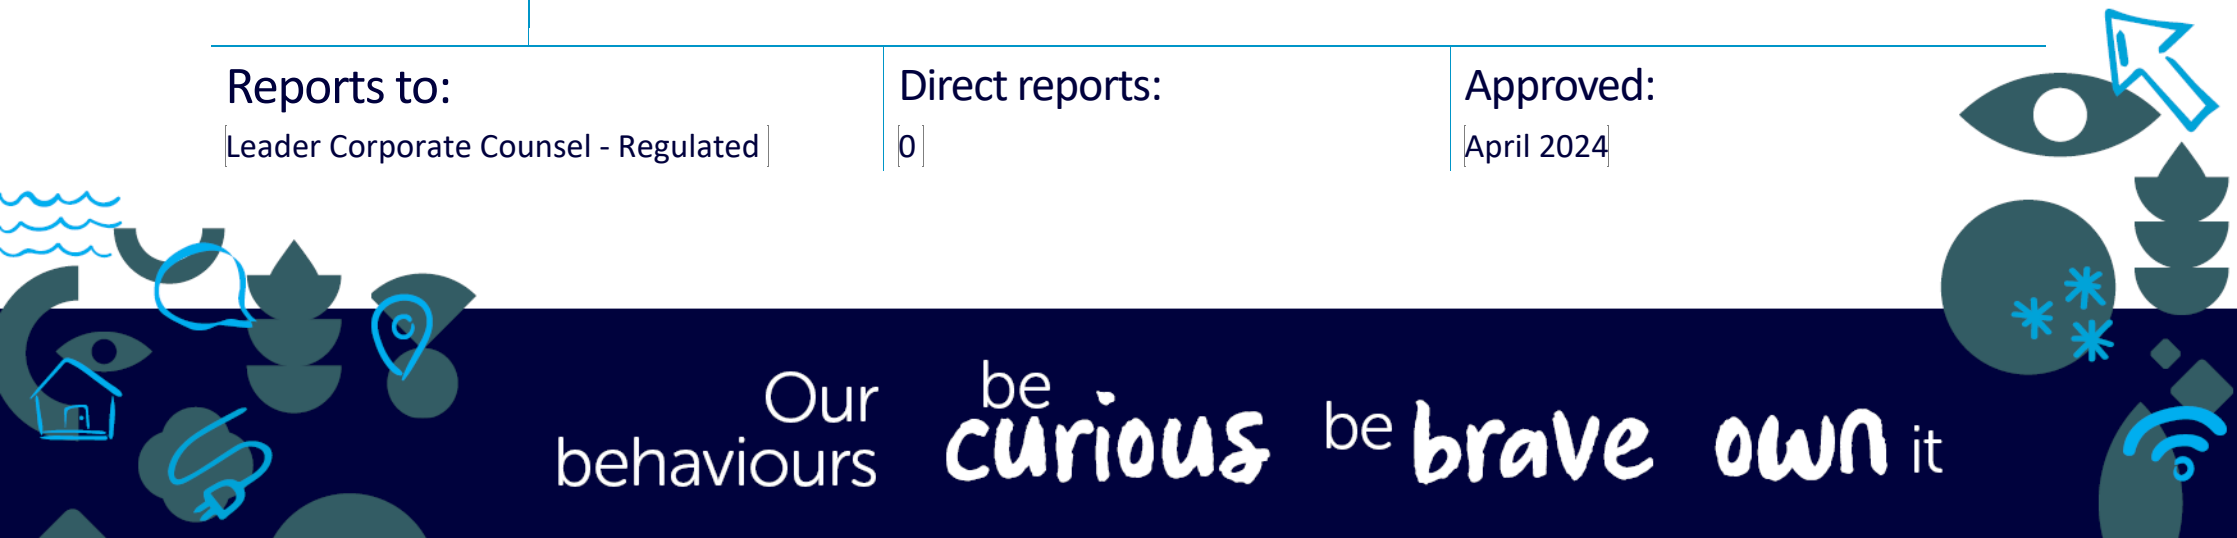 Reports to:
Leader Corporate Counsel - Regulated
Direct reports:
0
Approved:
April 2024
Our
behaviours
be
curious
be brave
own it